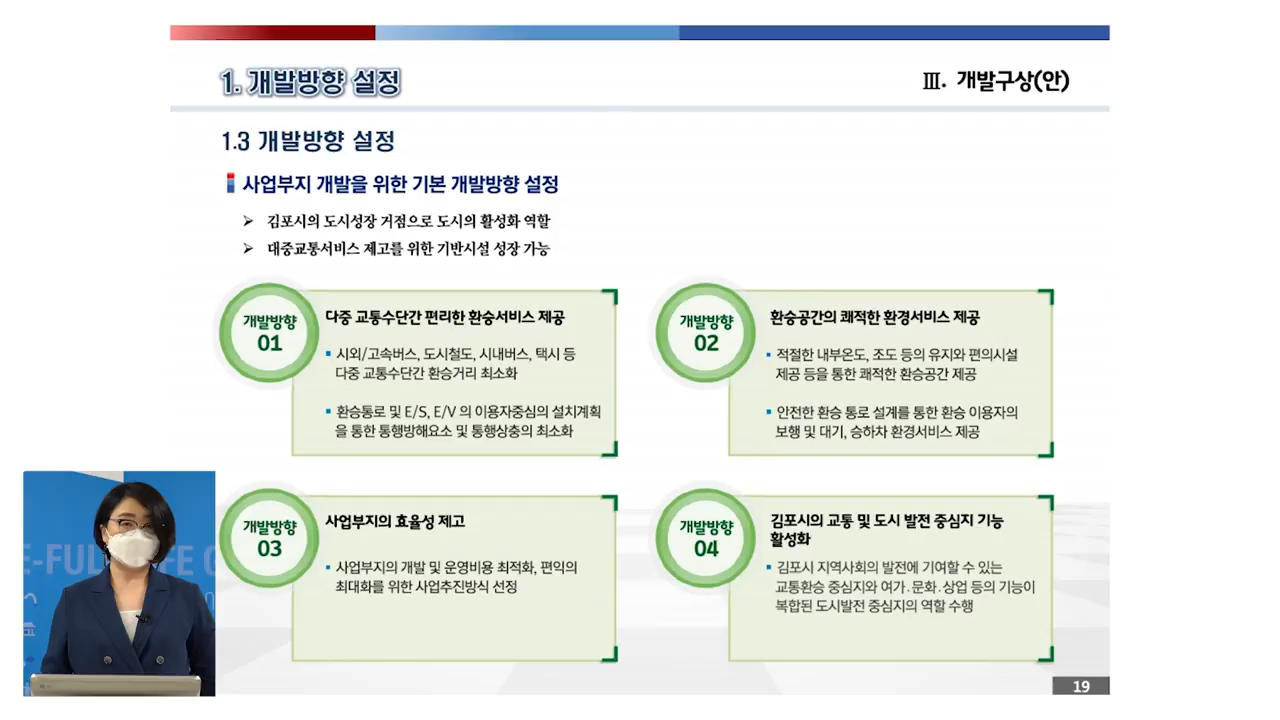 1. 개발방향 설정
Ⅲ. 개발구상(안)
1.3 개발방향 설정
사업부지 개발을 위한 기본 개발방향 설정
➢ 김포시의 도시성장 거점으로 도시의 활성화 역할
➢ 대중교통서비스 제고를 위한 기반시설 성장 가능
개발방향
01
다중 교통수단간 편리한 환승서비스 제공
▪ 시외/고속버스, 도시철도, 시내버스, 택시 등
다중 교통수단간 환승거리 최소화
▪ 환승통로 및 E/S, E/V 의 이용자중심의 설치계획
을 통한 통행방해요소 및 통행상충의 최소화
개발방향
02
환승공간의 쾌적한 환경서비스 제공
▪ 적절한 내부온도, 조도 등의 유지와 편의시설
제공 등을 통한 쾌적한 환승공간 제공
▪ 안전한 환승 통로 설계를 통한 환승 이용자의
보행 및 대기, 승하차 환경서비스 제공
개발방향
03
사업부지의 효율성 제고
▪ 사업부지의 개발 및 운영비용 최적화, 편익의
최대화를 위한 사업추진방식 선정
개발방향
04
김포시의 교통 및 도시 발전 중심지 기능
활성화
▪ 김포시 지역사회의 발전에 기여할 수 있는
교통환승 중심지와 여가·문화·상업 등의 기능이
복합된 도시발전 중심지의 역할 수행
E-FUL
FE
19